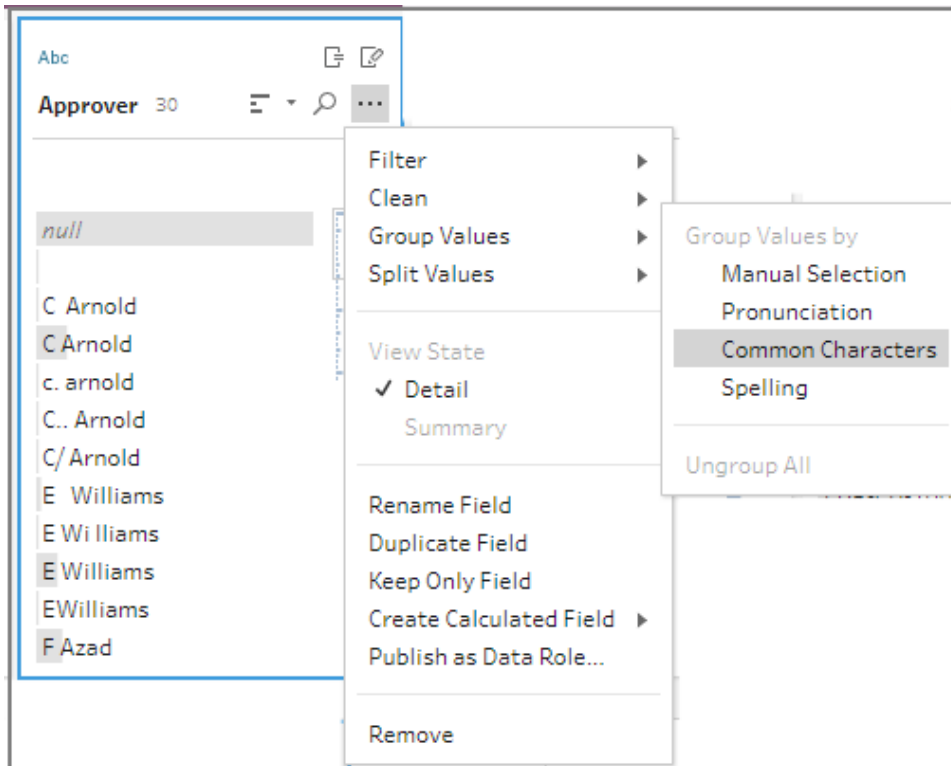 Abc
Approver 30
null
C Arnold
C Arnold
c. arnold
C.. Arnold
C/ Arnold
E Williams
E Wi lliams
E Williams
EWilliams
F Azad
Filter
Clean
Group Values
Split Values
View State
✓ Detail
Summary
Rename Field
Duplicate Field
Keep Only Field
Create Calculated Field
Publish as Data Role...
Remove
Group Values by
Manual Selection
Pronunciation
Common Characters
Spelling
Ungroup All